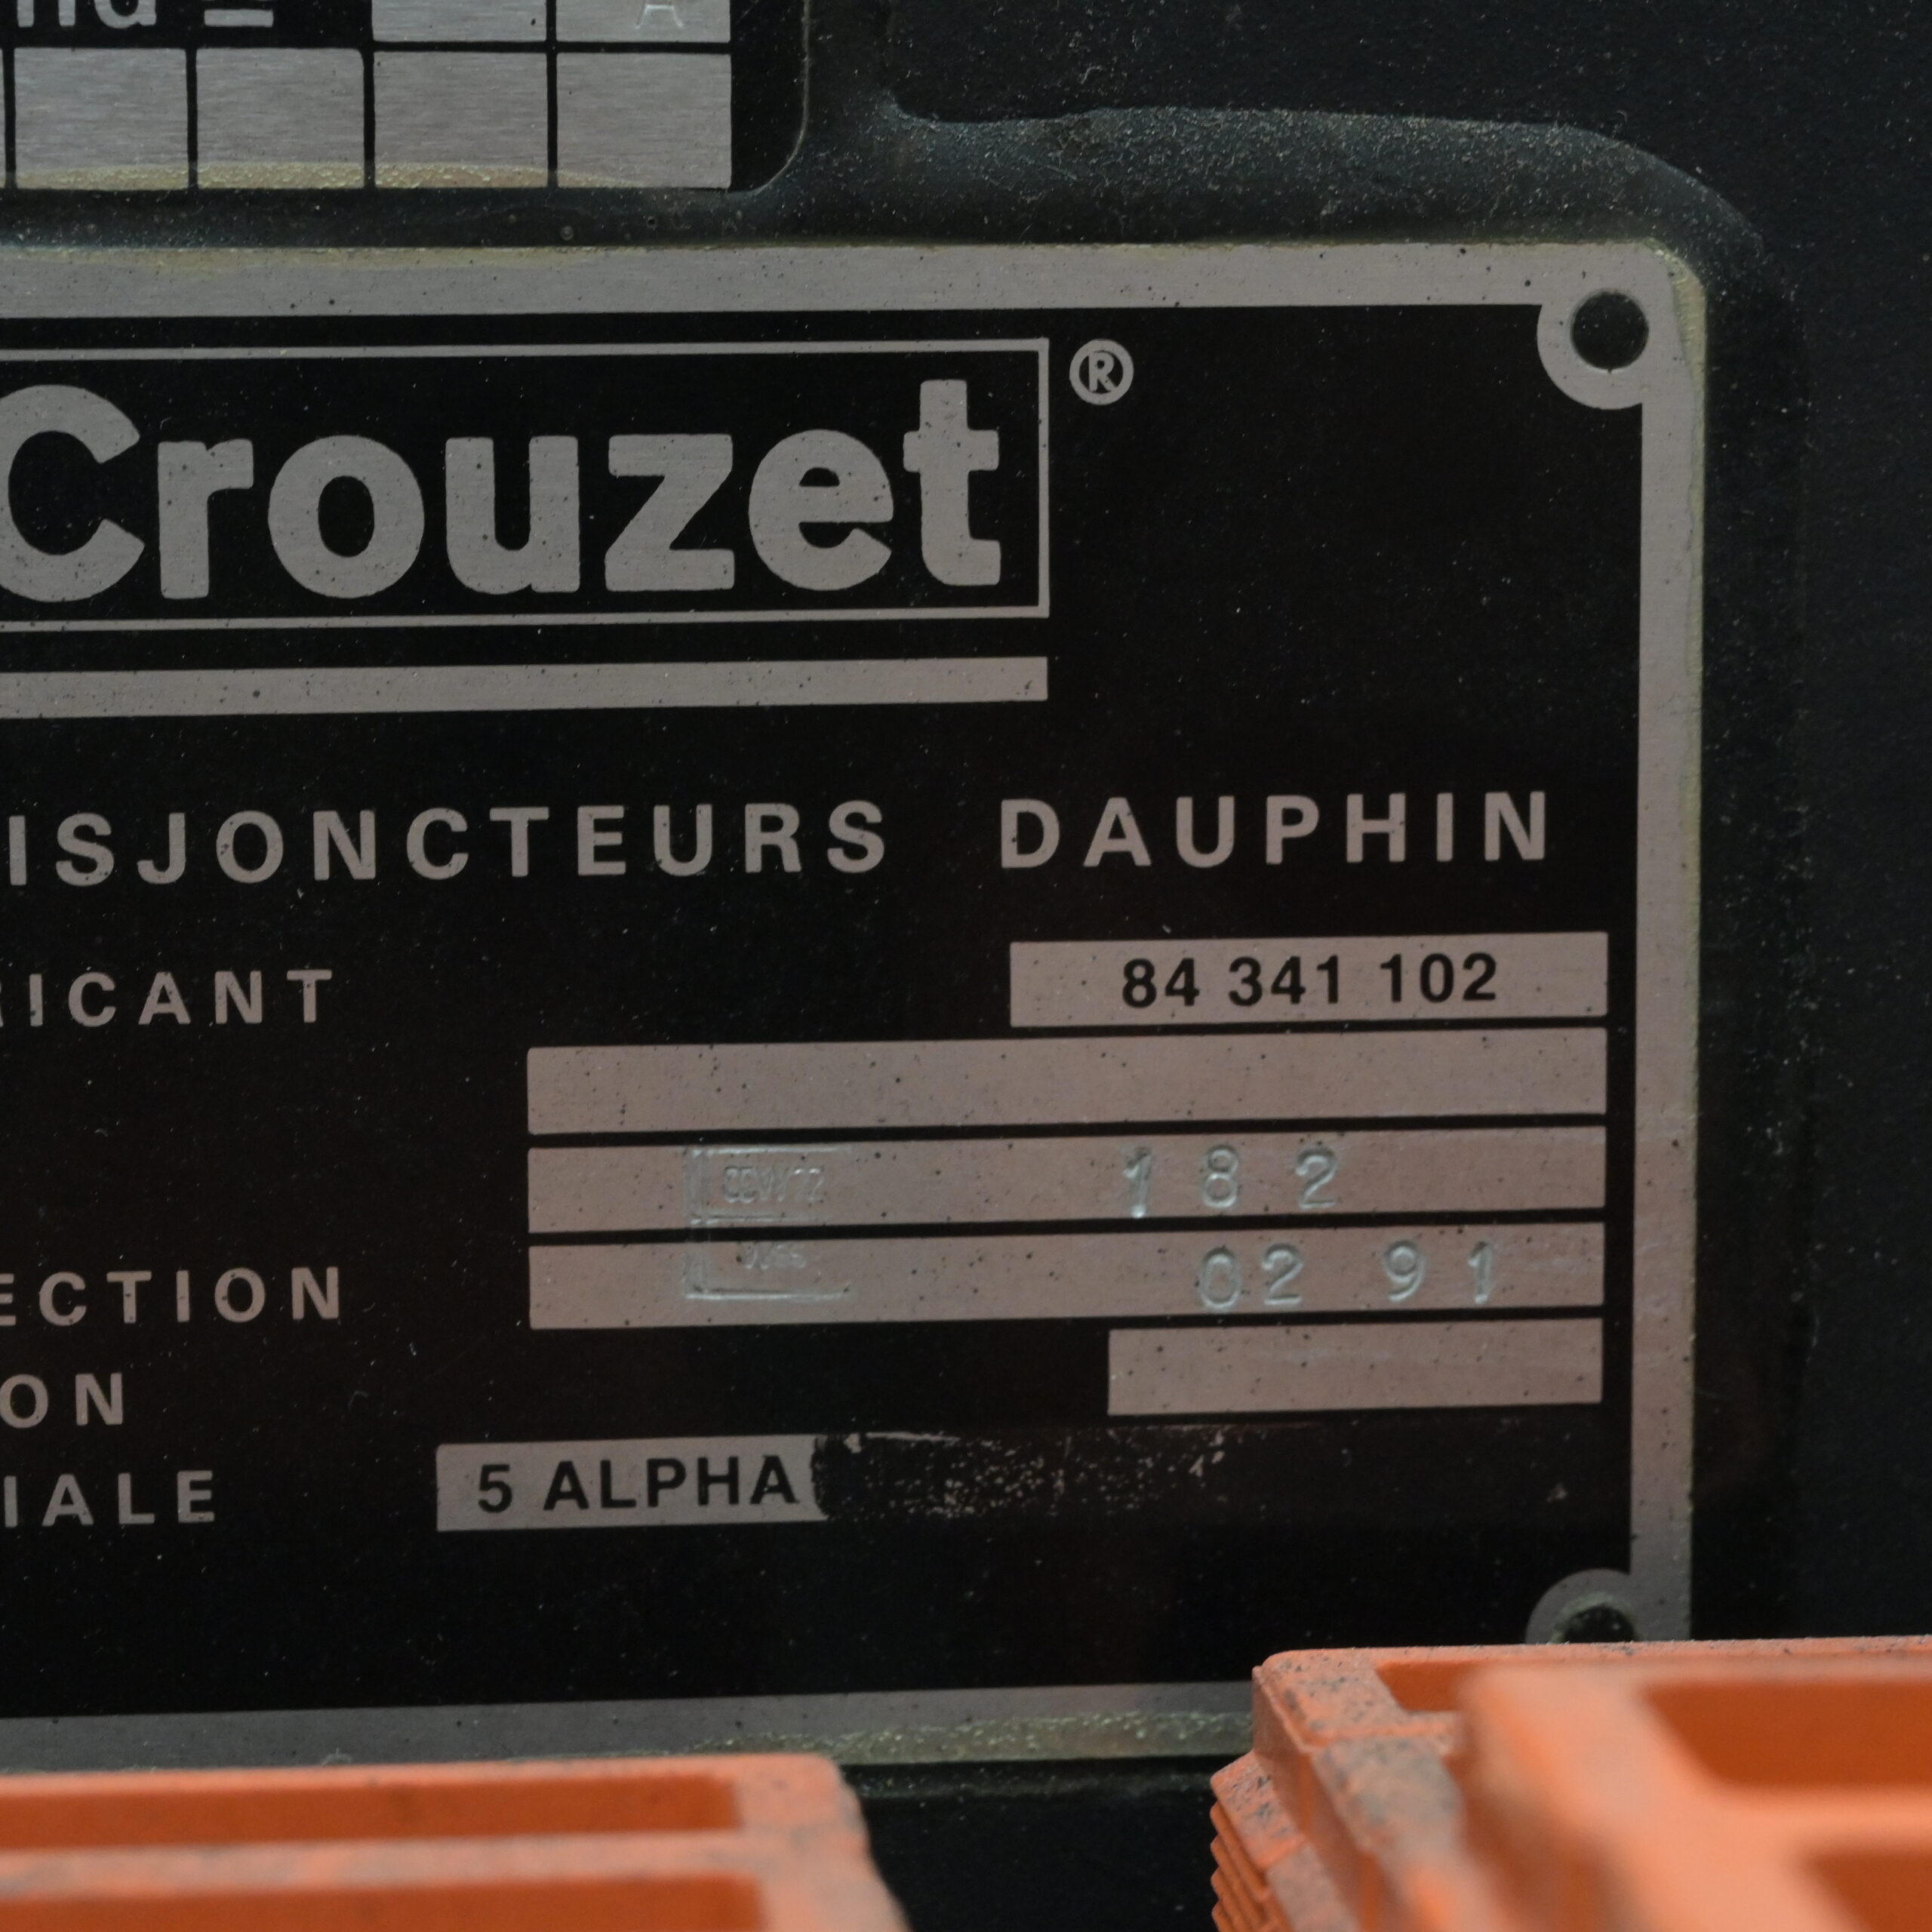 A
Crouzet®
ISJONCTEURS DAUPHIN
RICANT 84 341 102
182
ECTION 02 91
ON
IALE 5 ALPHA